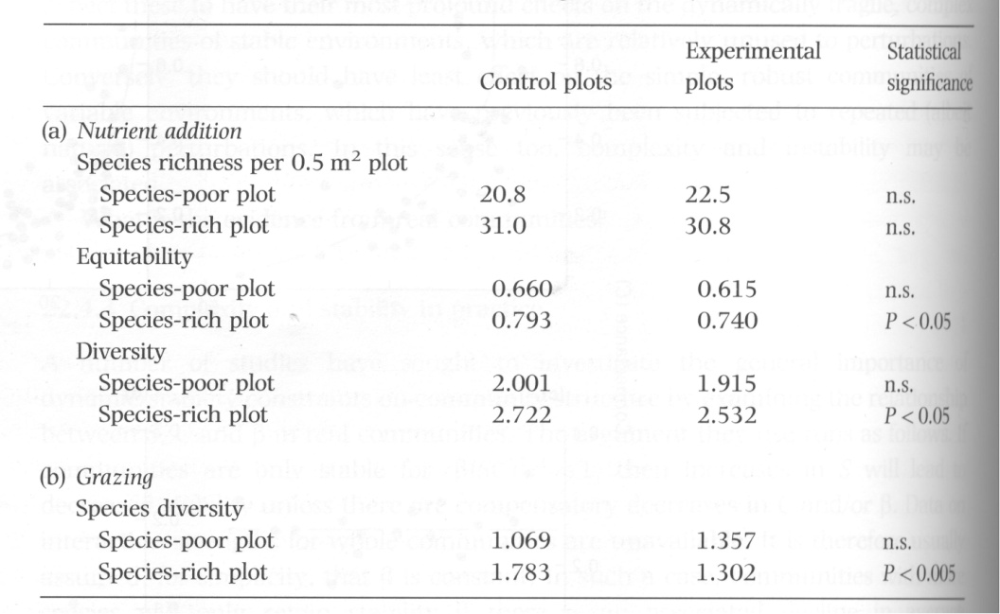 Control plots Experimental plots Statistical significance
(a) Nutrient addition
Species richness per 0.5 m² plot
Species-poor plot 20.8 22.5 n.s.
Species-rich plot 31.0 30.8 n.s.
Equitability
Species-poor plot 0.660 0.615 n.s.
Species-rich plot 0.793 0.740 P < 0.05
Diversity
Species-poor plot 2.001 1.915 n.s.
Species-rich plot 2.722 2.532 P < 0.05
(b) Grazing
Species diversity
Species-poor plot 1.069 1.357 n.s.
Species-rich plot 1.783 1.302 P < 0.005